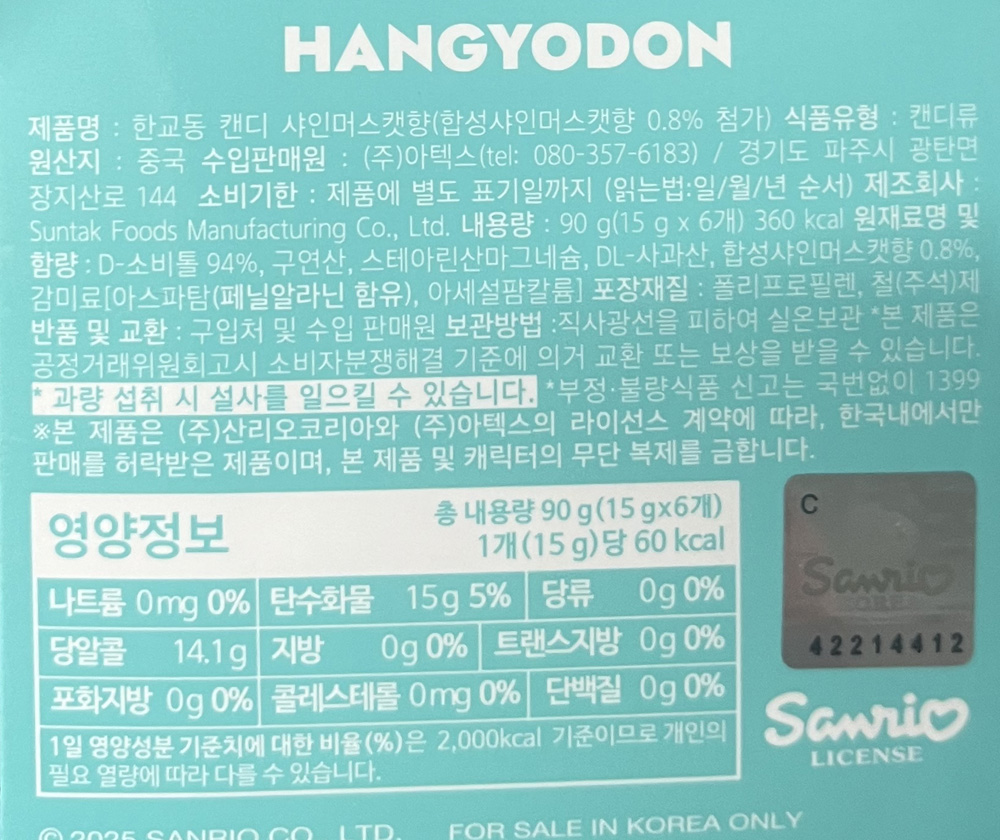 HANGYODON
제품명 : 한교동 캔디 샤인머스캣향(합성샤인머스캣향 0.8% 첨가) 식품유형 : 캔디류
원산지 : 중국 수입판매원 : (주)아텍스(tel: 080-357-6183) / 경기도 파주시 광탄면
장지산로 144 소비기한 : 제품에 별도 표기일까지 (읽는법:일/월/년 순서) 제조회사 :
Suntak Foods Manufacturing Co., Ltd. 내용량 : 90 g(15 g x 6개) 360 kcal 원재료명 및
함량 : D-소비톨 94%, 구연산, 스테아린산마그네슘, DL-사과산, 합성샤인머스캣향 0.8%,
감미료[아스파탐(페닐알라닌 함유), 아세설팜칼륨] 포장재질 : 폴리프로필렌, 철(주석)제
반품 및 교환 : 구입처 및 수입 판매원 보관방법 :직사광선을 피하여 실온보관 *본 제품은
공정거래위원회고시 소비자분쟁해결 기준에 의거 교환 또는 보상을 받을 수 있습니다.
* 과량 섭취 시 설사를 일으킬 수 있습니다. *부정·불량식품 신고는 국번없이 1399
※본 제품은 (주)산리오코리아와 (주)아텍스의 라이선스 계약에 따라, 한국내에서만
판매를 허락받은 제품이며, 본 제품 및 캐릭터의 무단 복제를 금합니다.
영양정보
총 내용량 90 g(15 gx6개)
1개(15 g)당 60 kcal
나트륨 0mg 0% 탄수화물 15g 5% 당류 0g 0%
당알콜 14.1g 지방 0g 0% 트랜스지방 0g 0%
포화지방 0g 0% 콜레스테롤 0mg 0% 단백질 0g 0%
1일 영양성분 기준치에 대한 비율(%)은 2,000kcal 기준이므로 개인의
필요 열량에 따라 다를 수 있습니다.
C
Sanrio
42214412
Sanrio
LICENSE
© 2025 SANRIO CO., LTD. FOR SALE IN KOREA ONLY